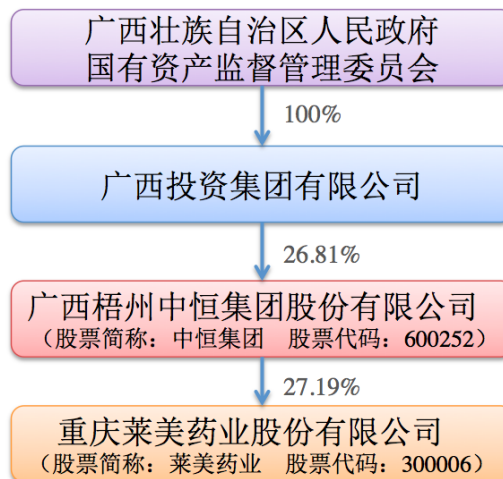 广西壮族自治区人民政府
国有资产监督管理委员会
100%
广西投资集团有限公司
26.81%
广西梧州中恒集团股份有限公司
（股票简称：中恒集团 股票代码：600252）
27.19%
重庆莱美药业股份有限公司
（股票简称：莱美药业 股票代码：300006）